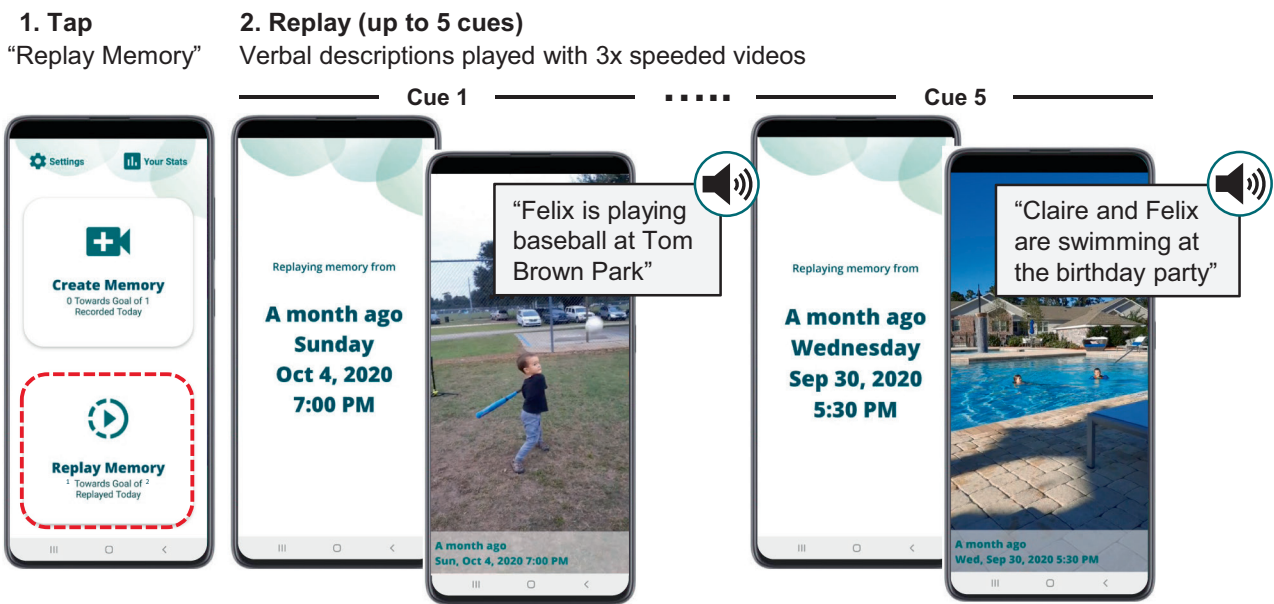 1. Tap
“Replay Memory”
2. Replay (up to 5 cues)
Verbal descriptions played with 3x speeded videos
Cue 1
Cue 5
Settings
Your Stats
Create Memory
0 Towards Goal of 1
Recorded Today
Replay Memory
1 Towards Goal of 2
Replayed Today
Replaying memory from
A month ago
Sunday
Oct 4, 2020
7:00 PM
“Felix is playing
baseball at Tom
Brown Park”
A month ago
Sun, Oct 4, 2020 7:00 PM
Replaying memory from
A month ago
Wednesday
Sep 30, 2020
5:30 PM
“Claire and Felix
are swimming at
the birthday party”
A month ago
Wed, Sep 30, 2020 5:30 PM